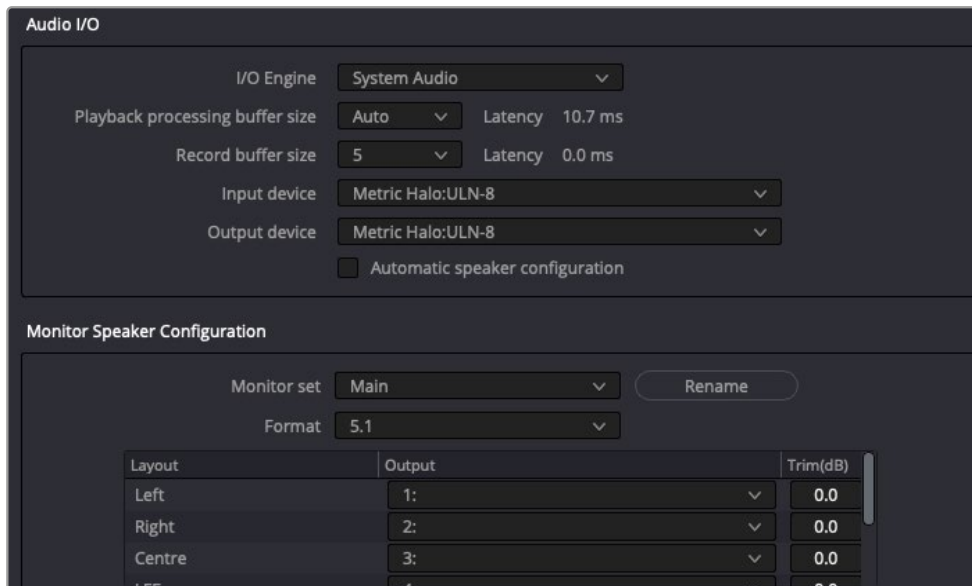 Audio I/O
I/O Engine System Audio
Playback processing buffer size Auto Latency 10.7 ms
Record buffer size 5 Latency 0.0 ms
Input device Metric Halo:ULN-8
Output device Metric Halo:ULN-8
Automatic speaker configuration
Monitor Speaker Configuration
Monitor set Main Rename
Format 5.1
Layout Output Trim(dB)
Left 1: 0.0
Right 2: 0.0
Centre 3: 0.0